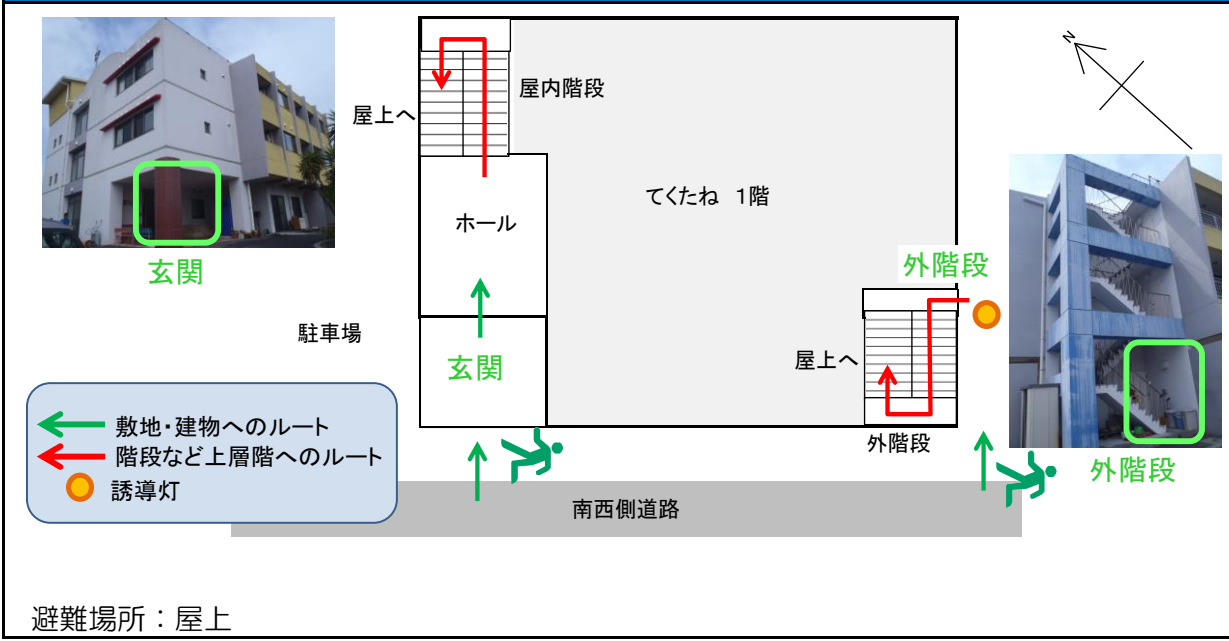 屋内階段
屋上へ
N
てくたね 1階
ホール
玄関
外階段
駐車場
屋上へ
玄関
敷地・建物へのルート
階段など上層階へのルート
誘導灯
外階段
外階段
南西側道路
避難場所：屋上